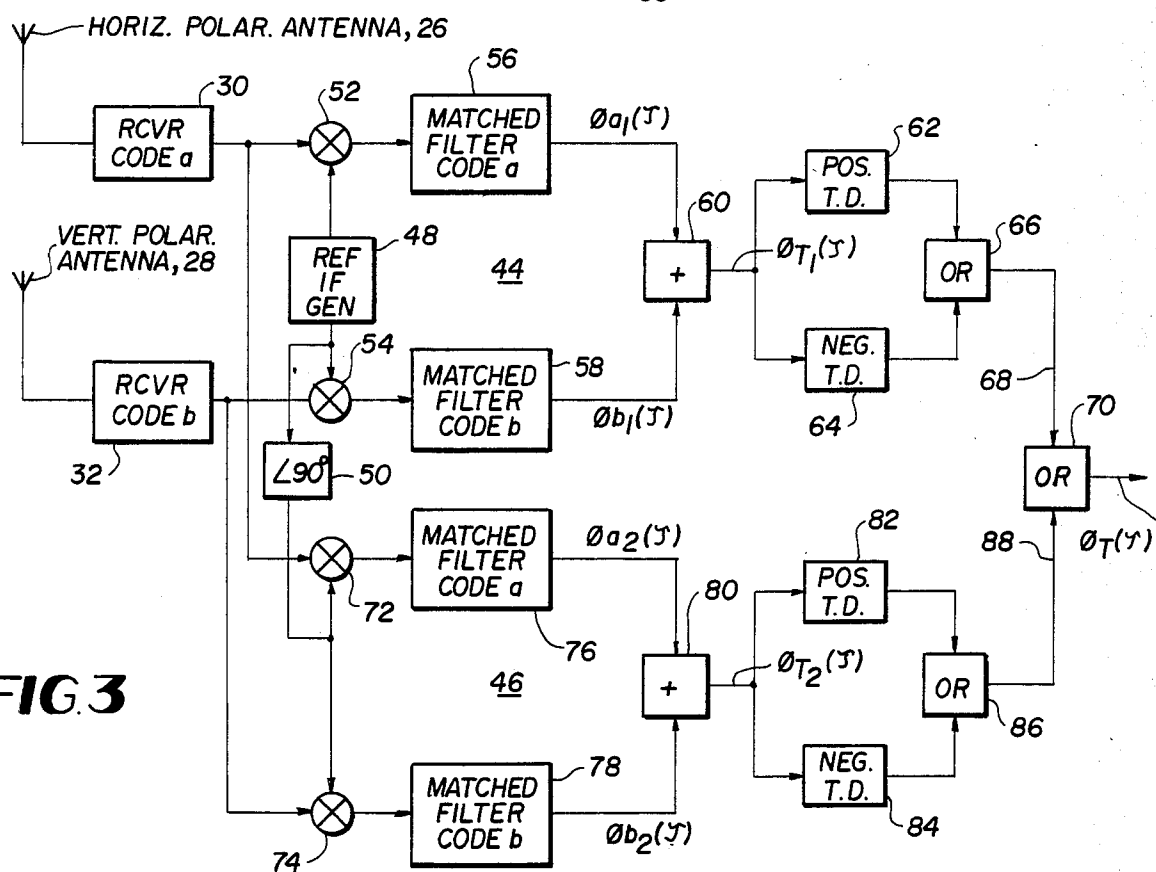 HORIZ. POLAR. ANTENNA, 26
30
RCVR
CODE a
52
56
MATCHED
FILTER
CODE a
Øa₁(𝒯)
62
POS.
T.D.
VERT. POLAR.
ANTENNA, 28
48
REF
IF
GEN
44
60
+
ØT₁(𝒯)
66
OR
54
RCVR
CODE b
32
MATCHED
FILTER
CODE b
58
Øb₁(𝒯)
NEG.
T.D.
64
68
70
OR
ØT(𝒯)
∠90°
50
72
MATCHED
FILTER
CODE a
76
Øa₂(𝒯)
82
POS.
T.D.
88
80
+
ØT₂(𝒯)
OR
86
FIG. 3
46
74
MATCHED
FILTER
CODE b
78
Øb₂(𝒯)
NEG.
T.D.
84